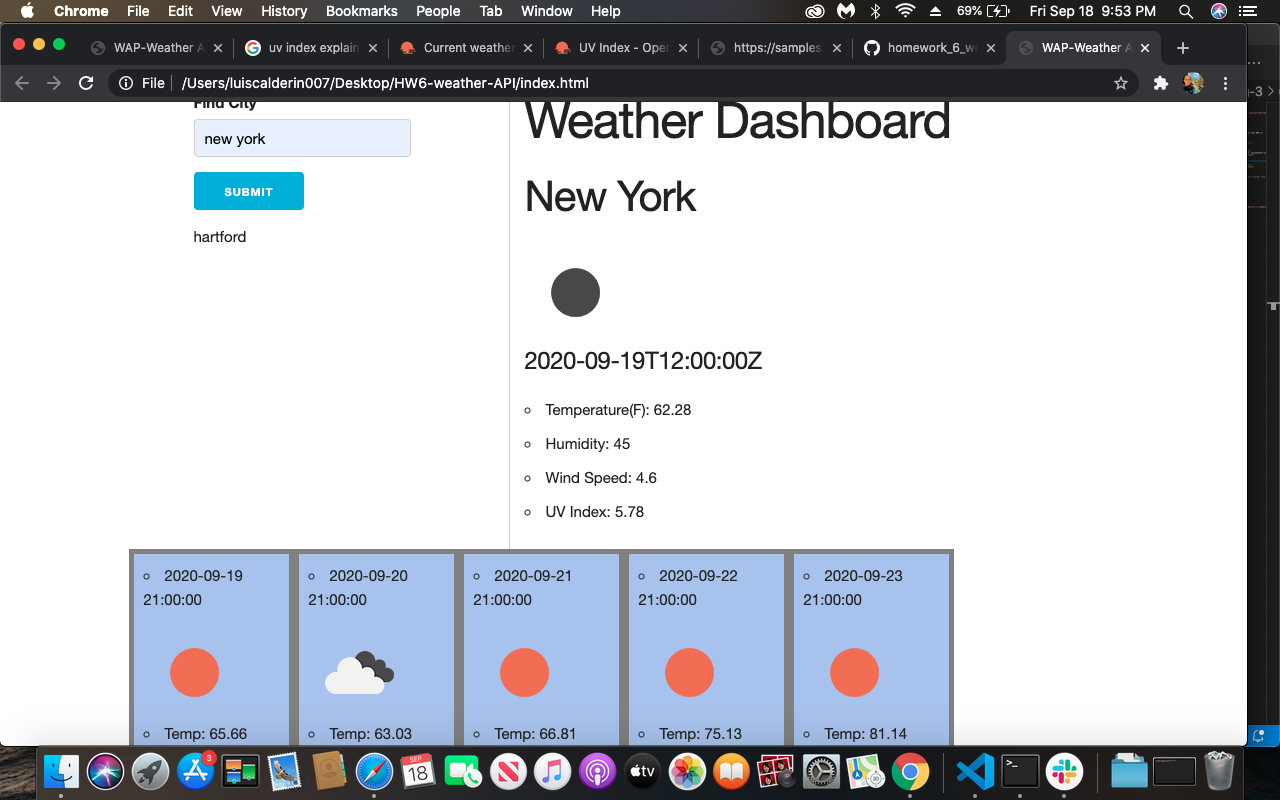 Chrome File Edit View History Bookmarks People Tab Window Help 69% Fri Sep 18 9:53 PM
WAP-Weather A uv index explain Current weather UV Index - Oper https://samples. homework_6_we WAP-Weather A
File /Users/luiscalderin007/Desktop/HW6-weather-API/index.html
Find City
new york
SUBMIT
hartford
Weather Dashboard
New York
2020-09-19T12:00:00Z
Temperature(F): 62.28
Humidity: 45
Wind Speed: 4.6
UV Index: 5.78
2020-09-19
21:00:00
Temp: 65.66
2020-09-20
21:00:00
Temp: 63.03
2020-09-21
21:00:00
Temp: 66.81
2020-09-22
21:00:00
Temp: 75.13
2020-09-23
21:00:00
Temp: 81.14
3
SEP
18
tv